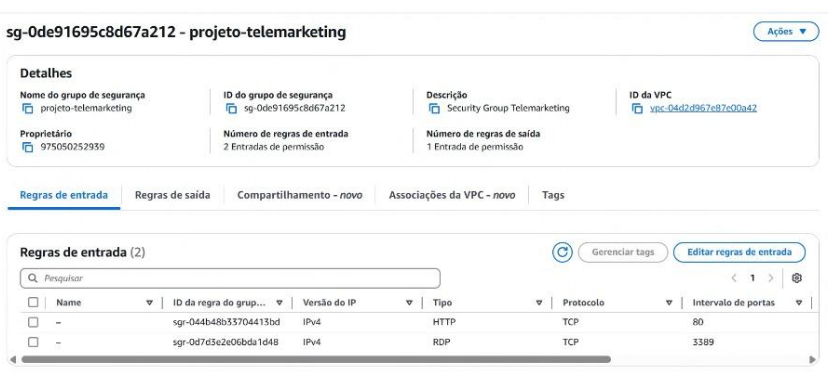 sg-0de91695c8d67a212 - projeto-telemarketing
Ações
Detalhes
Nome do grupo de segurança
projeto-telemarketing
ID do grupo de segurança
sg-0de91695c8d67a212
Descrição
Security Group Telemarketing
ID da VPC
vpc-04d2d967e87e00a42
Proprietário
975050252939
Número de regras de entrada
2 Entradas de permissão
Número de regras de saída
1 Entrada de permissão
Regras de entrada Regras de saída Compartilhamento - novo Associações da VPC - novo Tags
Regras de entrada (2)
Gerenciar tags Editar regras de entrada
Pesquisar
1
Name ID da regra do grup... Versão do IP Tipo Protocolo Intervalo de portas
– sgr-044b48b33704413bd IPv4 HTTP TCP 80
– sgr-0d7d3e2e06bda1d48 IPv4 RDP TCP 3389